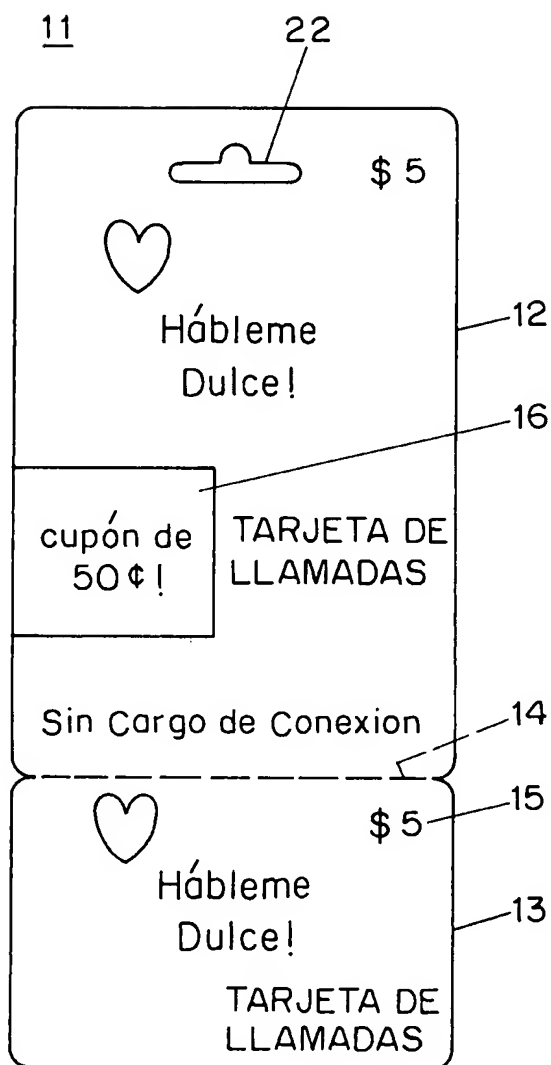 11
22
$ 5
Hábleme
Dulce!
12
16
cupón de
50¢!
TARJETA DE
LLAMADAS
Sin Cargo de Conexion
14
15
$ 5
Hábleme
Dulce!
13
TARJETA DE
LLAMADAS